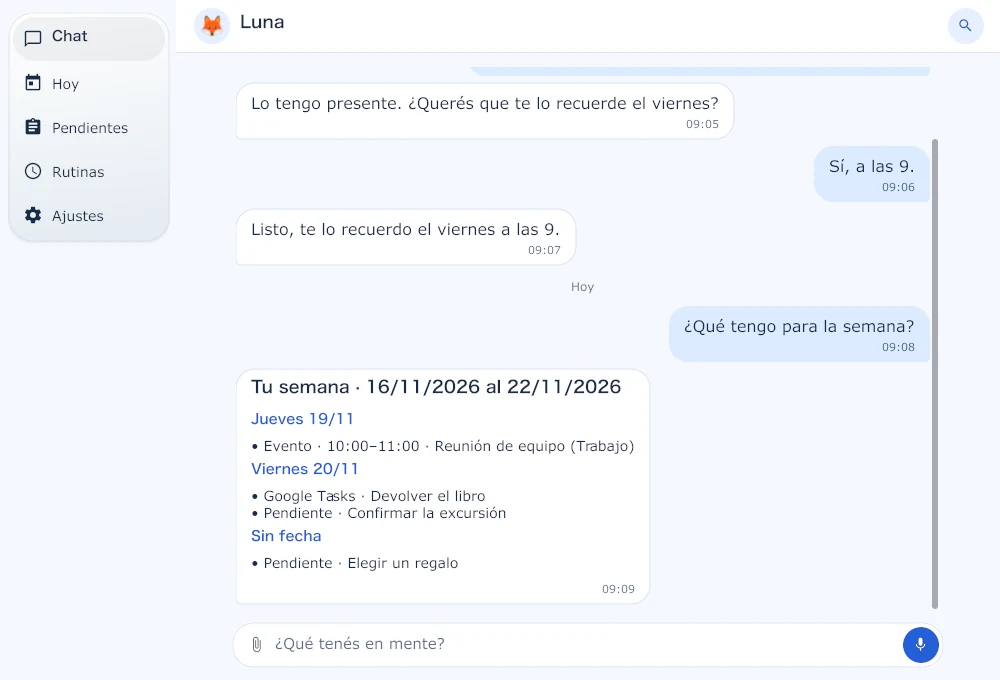 Chat
Hoy
Pendientes
Rutinas
Ajustes
Luna
Lo tengo presente. ¿Querés que te lo recuerde el viernes?
09:05
Sí, a las 9.
09:06
Listo, te lo recuerdo el viernes a las 9.
09:07
Hoy
¿Qué tengo para la semana?
09:08
Tu semana · 16/11/2026 al 22/11/2026
Jueves 19/11
• Evento · 10:00–11:00 · Reunión de equipo (Trabajo)
Viernes 20/11
• Google Tasks · Devolver el libro
• Pendiente · Confirmar la excursión
Sin fecha
• Pendiente · Elegir un regalo
09:09
¿Qué tenés en mente?